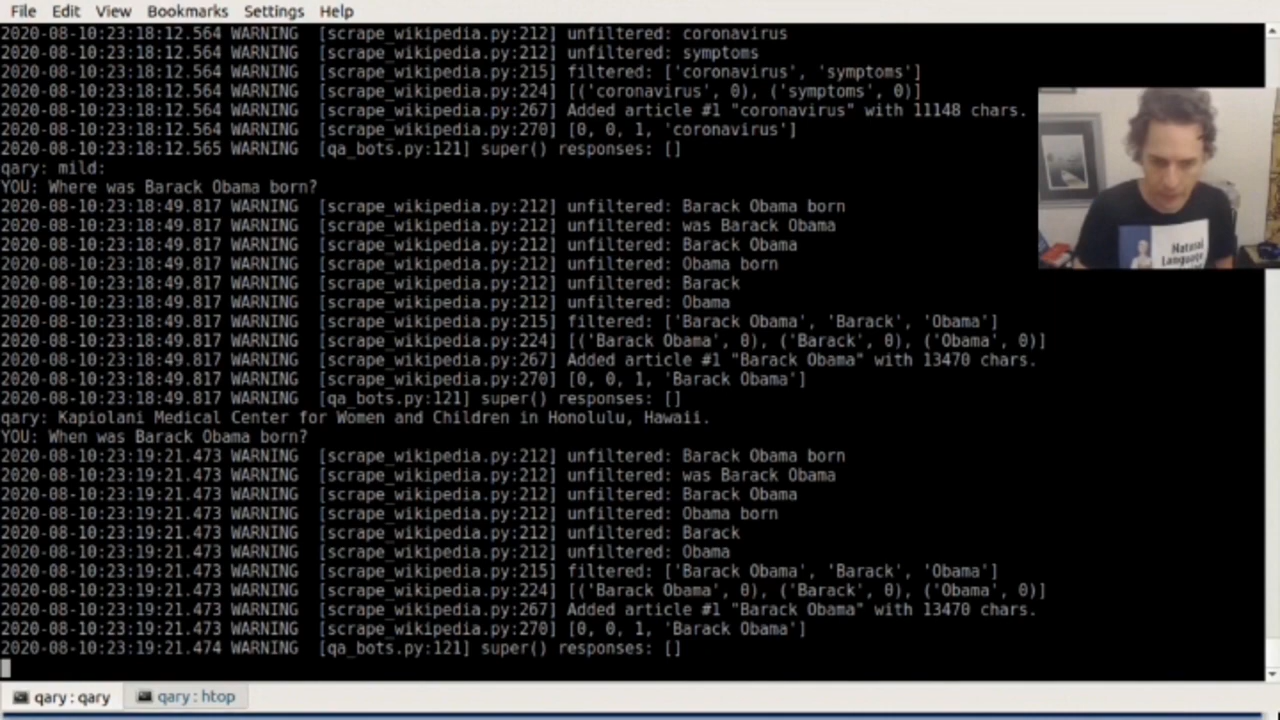 File Edit View Bookmarks Settings Help
2020-08-10:23:18:12.564 WARNING [scrape_wikipedia.py:212] unfiltered: coronavirus
2020-08-10:23:18:12.564 WARNING [scrape_wikipedia.py:212] unfiltered: symptoms
2020-08-10:23:18:12.564 WARNING [scrape_wikipedia.py:215] filtered: ['coronavirus', 'symptoms']
2020-08-10:23:18:12.564 WARNING [scrape_wikipedia.py:224] [('coronavirus', 0), ('symptoms', 0)]
2020-08-10:23:18:12.564 WARNING [scrape_wikipedia.py:267] Added article #1 "coronavirus" with 11148 chars.
2020-08-10:23:18:12.564 WARNING [scrape_wikipedia.py:270] [0, 0, 1, 'coronavirus']
2020-08-10:23:18:12.565 WARNING [qa_bots.py:121] super() responses: []
qary: mild:
YOU: Where was Barack Obama born?
2020-08-10:23:18:49.817 WARNING [scrape_wikipedia.py:212] unfiltered: Barack Obama born
2020-08-10:23:18:49.817 WARNING [scrape_wikipedia.py:212] unfiltered: was Barack Obama
2020-08-10:23:18:49.817 WARNING [scrape_wikipedia.py:212] unfiltered: Barack Obama
2020-08-10:23:18:49.817 WARNING [scrape_wikipedia.py:212] unfiltered: Obama born
2020-08-10:23:18:49.817 WARNING [scrape_wikipedia.py:212] unfiltered: Barack
2020-08-10:23:18:49.817 WARNING [scrape_wikipedia.py:212] unfiltered: Obama
2020-08-10:23:18:49.817 WARNING [scrape_wikipedia.py:215] filtered: ['Barack Obama', 'Barack', 'Obama']
2020-08-10:23:18:49.817 WARNING [scrape_wikipedia.py:224] [('Barack Obama', 0), ('Barack', 0), ('Obama', 0)]
2020-08-10:23:18:49.817 WARNING [scrape_wikipedia.py:267] Added article #1 "Barack Obama" with 13470 chars.
2020-08-10:23:18:49.817 WARNING [scrape_wikipedia.py:270] [0, 0, 1, 'Barack Obama']
2020-08-10:23:18:49.817 WARNING [qa_bots.py:121] super() responses: []
qary: Kapiolani Medical Center for Women and Children in Honolulu, Hawaii.
YOU: When was Barack Obama born?
2020-08-10:23:19:21.473 WARNING [scrape_wikipedia.py:212] unfiltered: Barack Obama born
2020-08-10:23:19:21.473 WARNING [scrape_wikipedia.py:212] unfiltered: was Barack Obama
2020-08-10:23:19:21.473 WARNING [scrape_wikipedia.py:212] unfiltered: Barack Obama
2020-08-10:23:19:21.473 WARNING [scrape_wikipedia.py:212] unfiltered: Obama born
2020-08-10:23:19:21.473 WARNING [scrape_wikipedia.py:212] unfiltered: Barack
2020-08-10:23:19:21.473 WARNING [scrape_wikipedia.py:212] unfiltered: Obama
2020-08-10:23:19:21.473 WARNING [scrape_wikipedia.py:215] filtered: ['Barack Obama', 'Barack', 'Obama']
2020-08-10:23:19:21.473 WARNING [scrape_wikipedia.py:224] [('Barack Obama', 0), ('Barack', 0), ('Obama', 0)]
2020-08-10:23:19:21.473 WARNING [scrape_wikipedia.py:267] Added article #1 "Barack Obama" with 13470 chars.
2020-08-10:23:19:21.473 WARNING [scrape_wikipedia.py:270] [0, 0, 1, 'Barack Obama']
2020-08-10:23:19:21.474 WARNING [qa_bots.py:121] super() responses: []
Natural
Language
qary : qary qary : htop